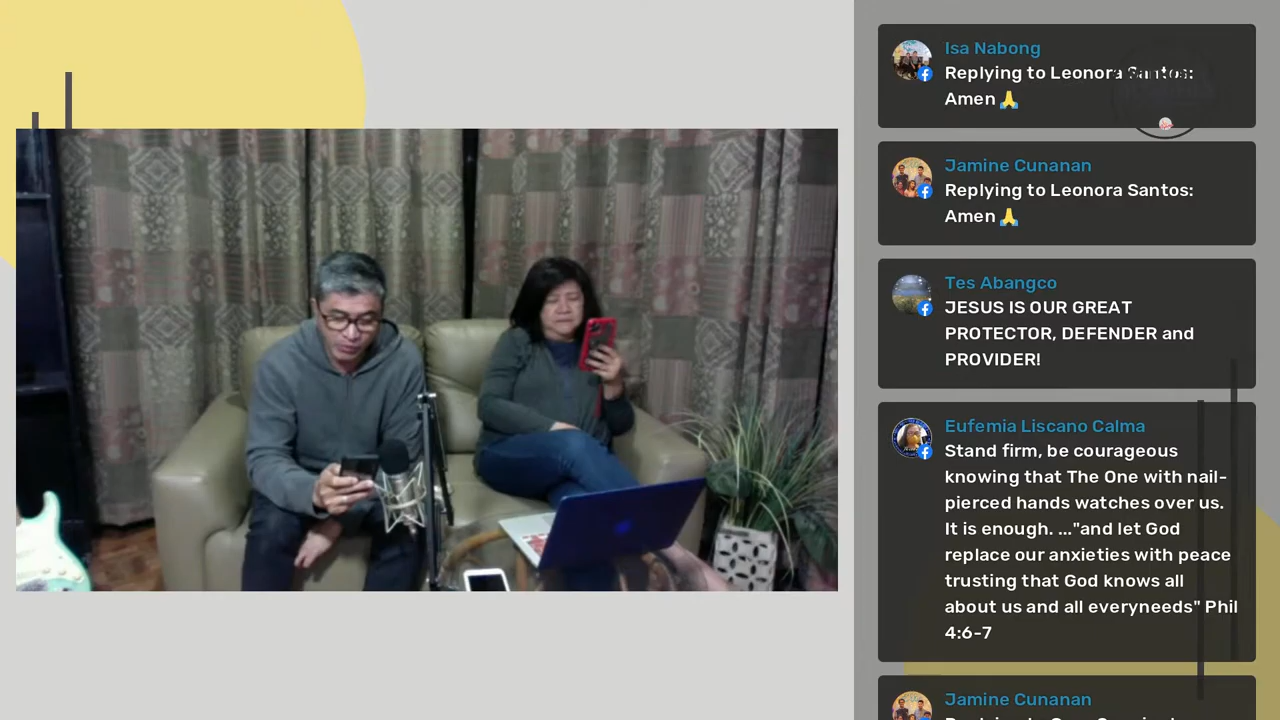 Isa Nabong
Replying to Leonora Santos:
Amen 🙏
Jamine Cunanan
Replying to Leonora Santos:
Amen 🙏
Tes Abangco
JESUS IS OUR GREAT
PROTECTOR, DEFENDER and
PROVIDER!
Eufemia Liscano Calma
Stand firm, be courageous
knowing that The One with nail-
pierced hands watches over us.
It is enough. ..."and let God
replace our anxieties with peace
trusting that God knows all
about us and all everyneeds" Phil
4:6-7
Jamine Cunanan